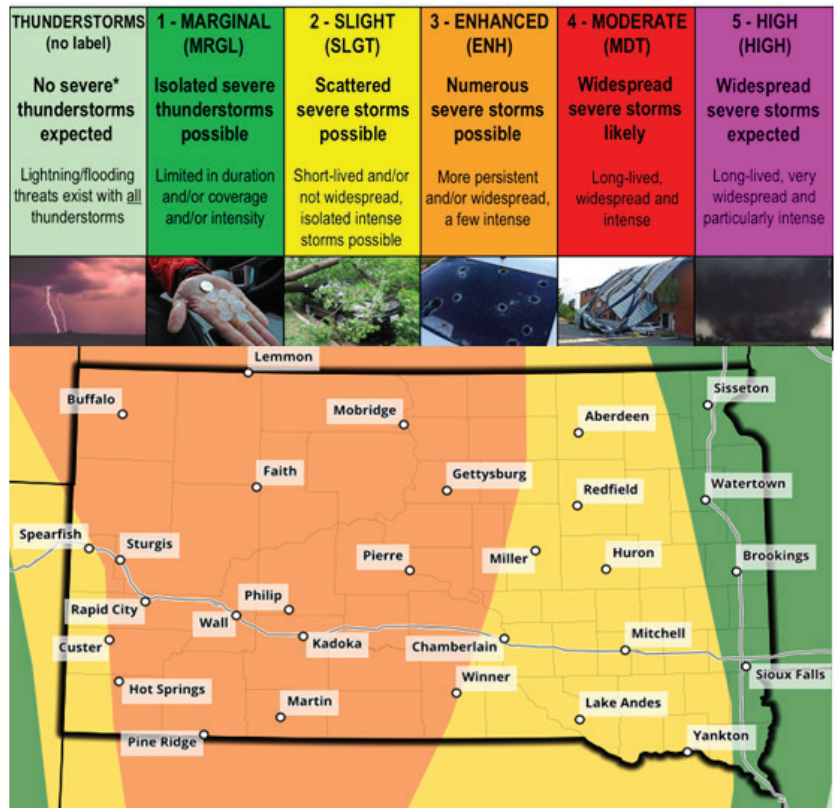 THUNDERSTORMS
(no label)
No severe*
thunderstorms
expected
Lightning/flooding
threats exist with all
thunderstorms
1 - MARGINAL
(MRGL)
Isolated severe
thunderstorms
possible
Limited in duration
and/or coverage
and/or intensity
2 - SLIGHT
(SLGT)
Scattered
severe storms
possible
Short-lived and/or
not widespread,
isolated intense
storms possible
3 - ENHANCED
(ENH)
Numerous
severe storms
possible
More persistent
and/or widespread,
a few intense
4 - MODERATE
(MDT)
Widespread
severe storms
likely
Long-lived,
widespread and
intense
5 - HIGH
(HIGH)
Widespread
severe storms
expected
Long-lived, very
widespread and
particularly intense
Lemmon
Buffalo
Mobridge
Sisseton
Aberdeen
Faith
Gettysburg
Redfield
Watertown
Spearfish
Sturgis
Pierre
Miller
Huron
Brookings
Rapid City
Philip
Wall
Custer
Kadoka
Chamberlain
Mitchell
Sioux Falls
Hot Springs
Winner
Martin
Lake Andes
Pine Ridge
Yankton